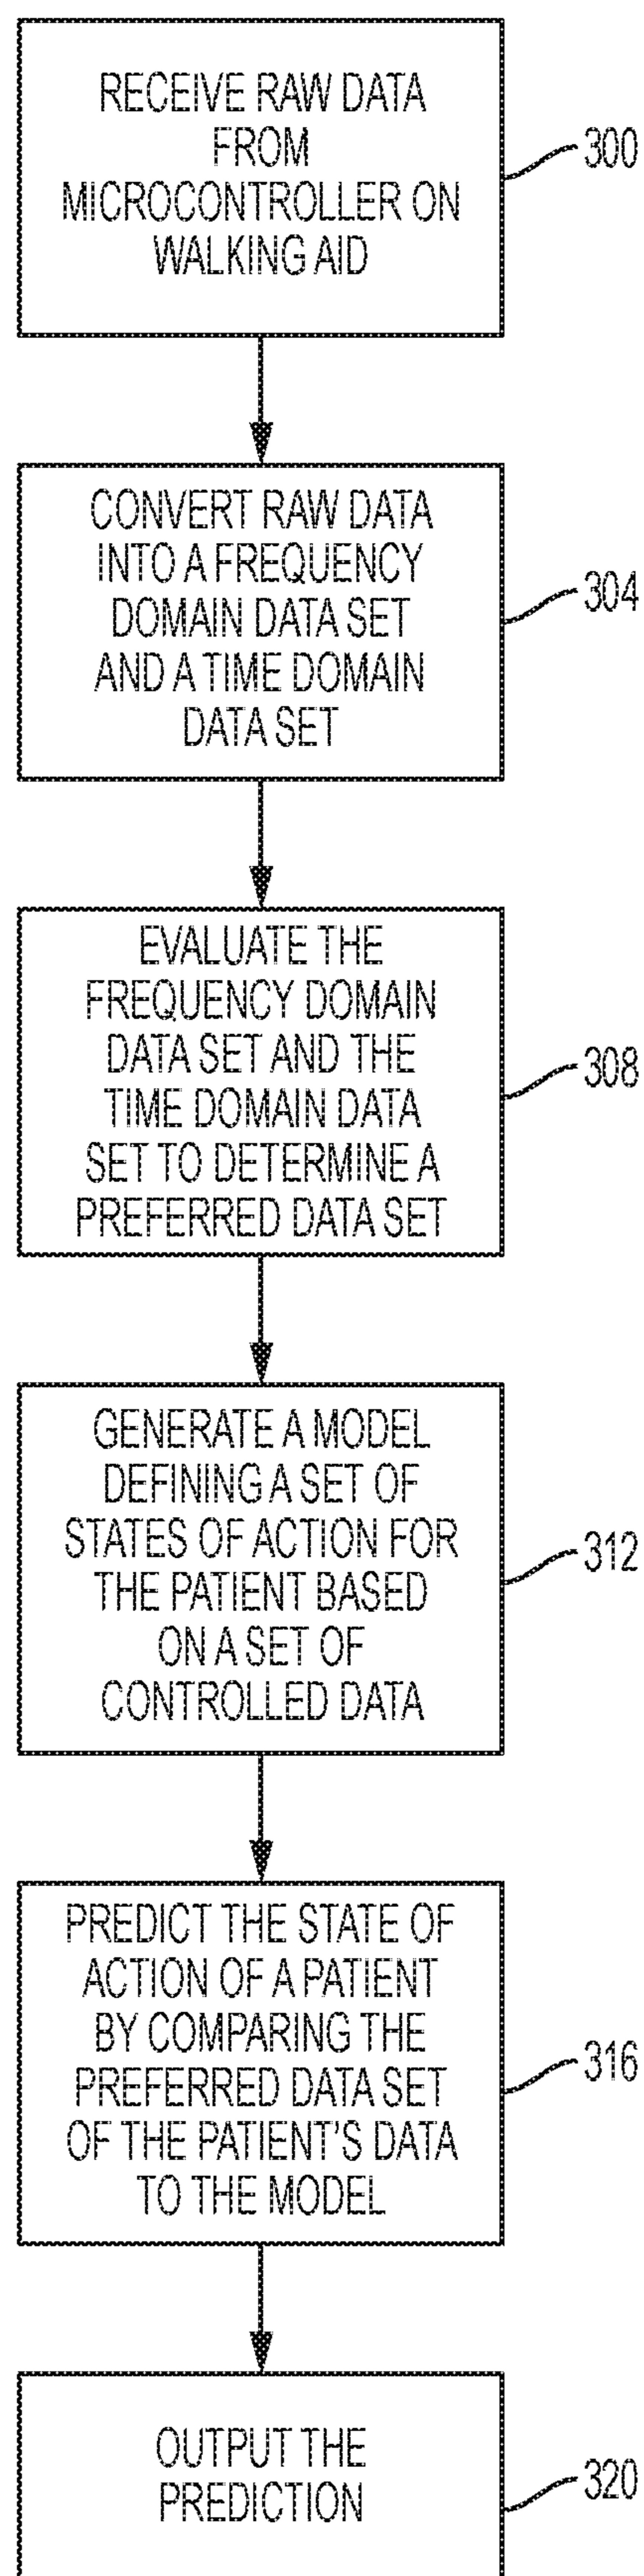 RECEIVE RAW DATA
FROM
MICROCONTROLLER ON
WALKING AID
300
CONVERT RAW DATA
INTO A FREQUENCY
DOMAIN DATA SET
AND A TIME DOMAIN
DATA SET
304
EVALUATE THE
FREQUENCY DOMAIN
DATA SET AND THE
TIME DOMAIN DATA
SET TO DETERMINE A
PREFERRED DATA SET
308
GENERATE A MODEL
DEFINING A SET OF
STATES OF ACTION FOR
THE PATIENT BASED
ON A SET OF
CONTROLLED DATA
312
PREDICT THE STATE OF
ACTION OF A PATIENT
BY COMPARING THE
PREFERRED DATA SET
OF THE PATIENT'S DATA
TO THE MODEL
316
OUTPUT THE
PREDICTION
320